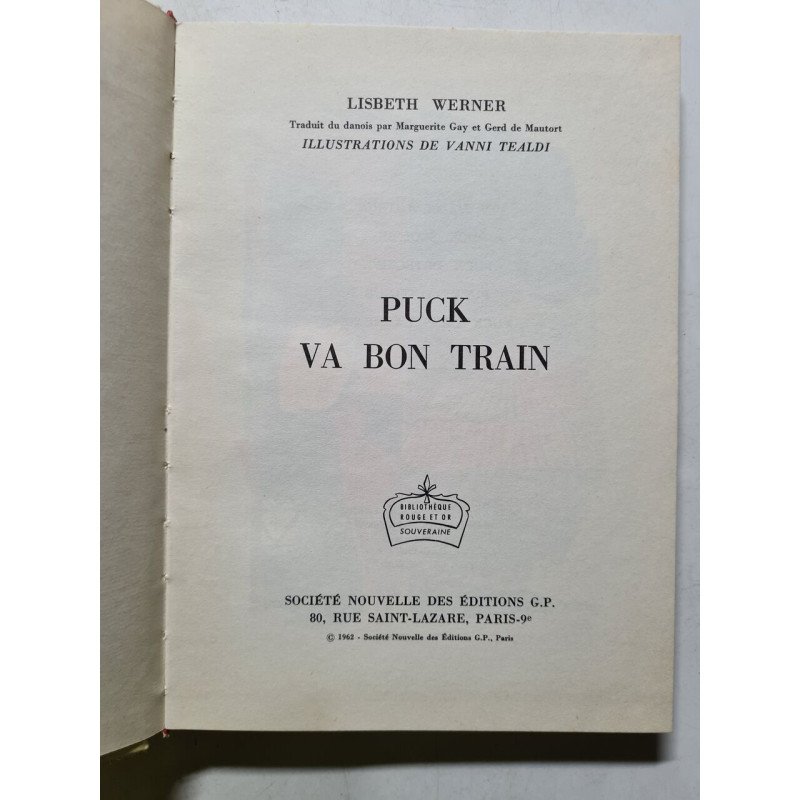 LISBETH WERNER
Traduit du danois par Marguerite Gay et Gerd de Mautort
ILLUSTRATIONS DE VANNI TEALDI
PUCK
VA BON TRAIN
BIBLIOTHÈQUE
ROUGE ET OR
SOUVERAINE
SOCIÉTÉ NOUVELLE DES ÉDITIONS G.P.
80, RUE SAINT-LAZARE, PARIS-9e
© 1962 - Société Nouvelle des Éditions G.P., Paris